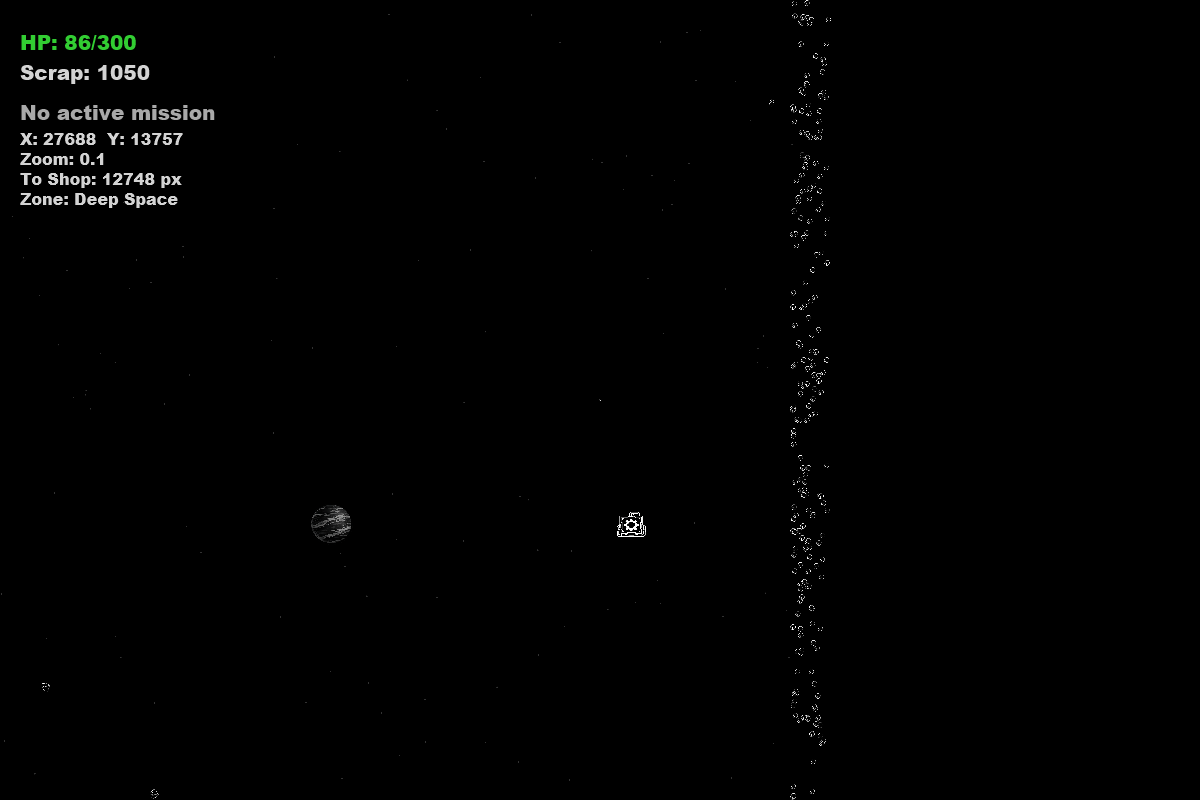 HP: 86/300
Scrap: 1050
No active mission
X: 27688  Y: 13757
Zoom: 0.1
To Shop: 12748 px
Zone: Deep Space